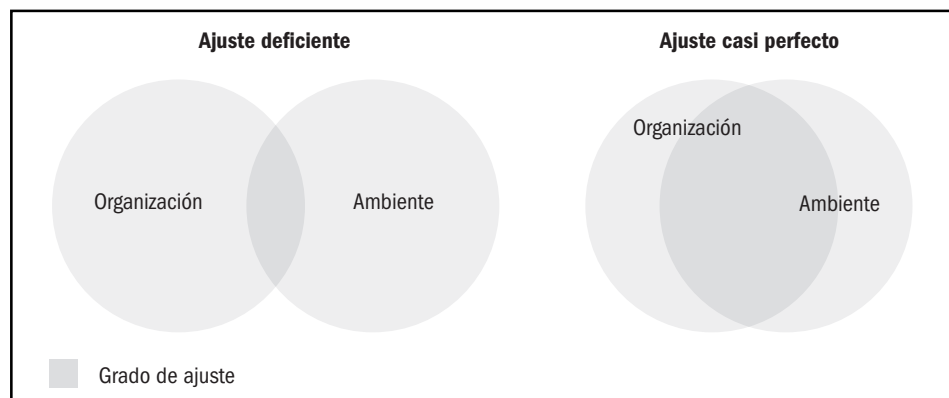 Ajuste deficiente
Ajuste casi perfecto
Organización
Ambiente
Organización
Ambiente
Grado de ajuste